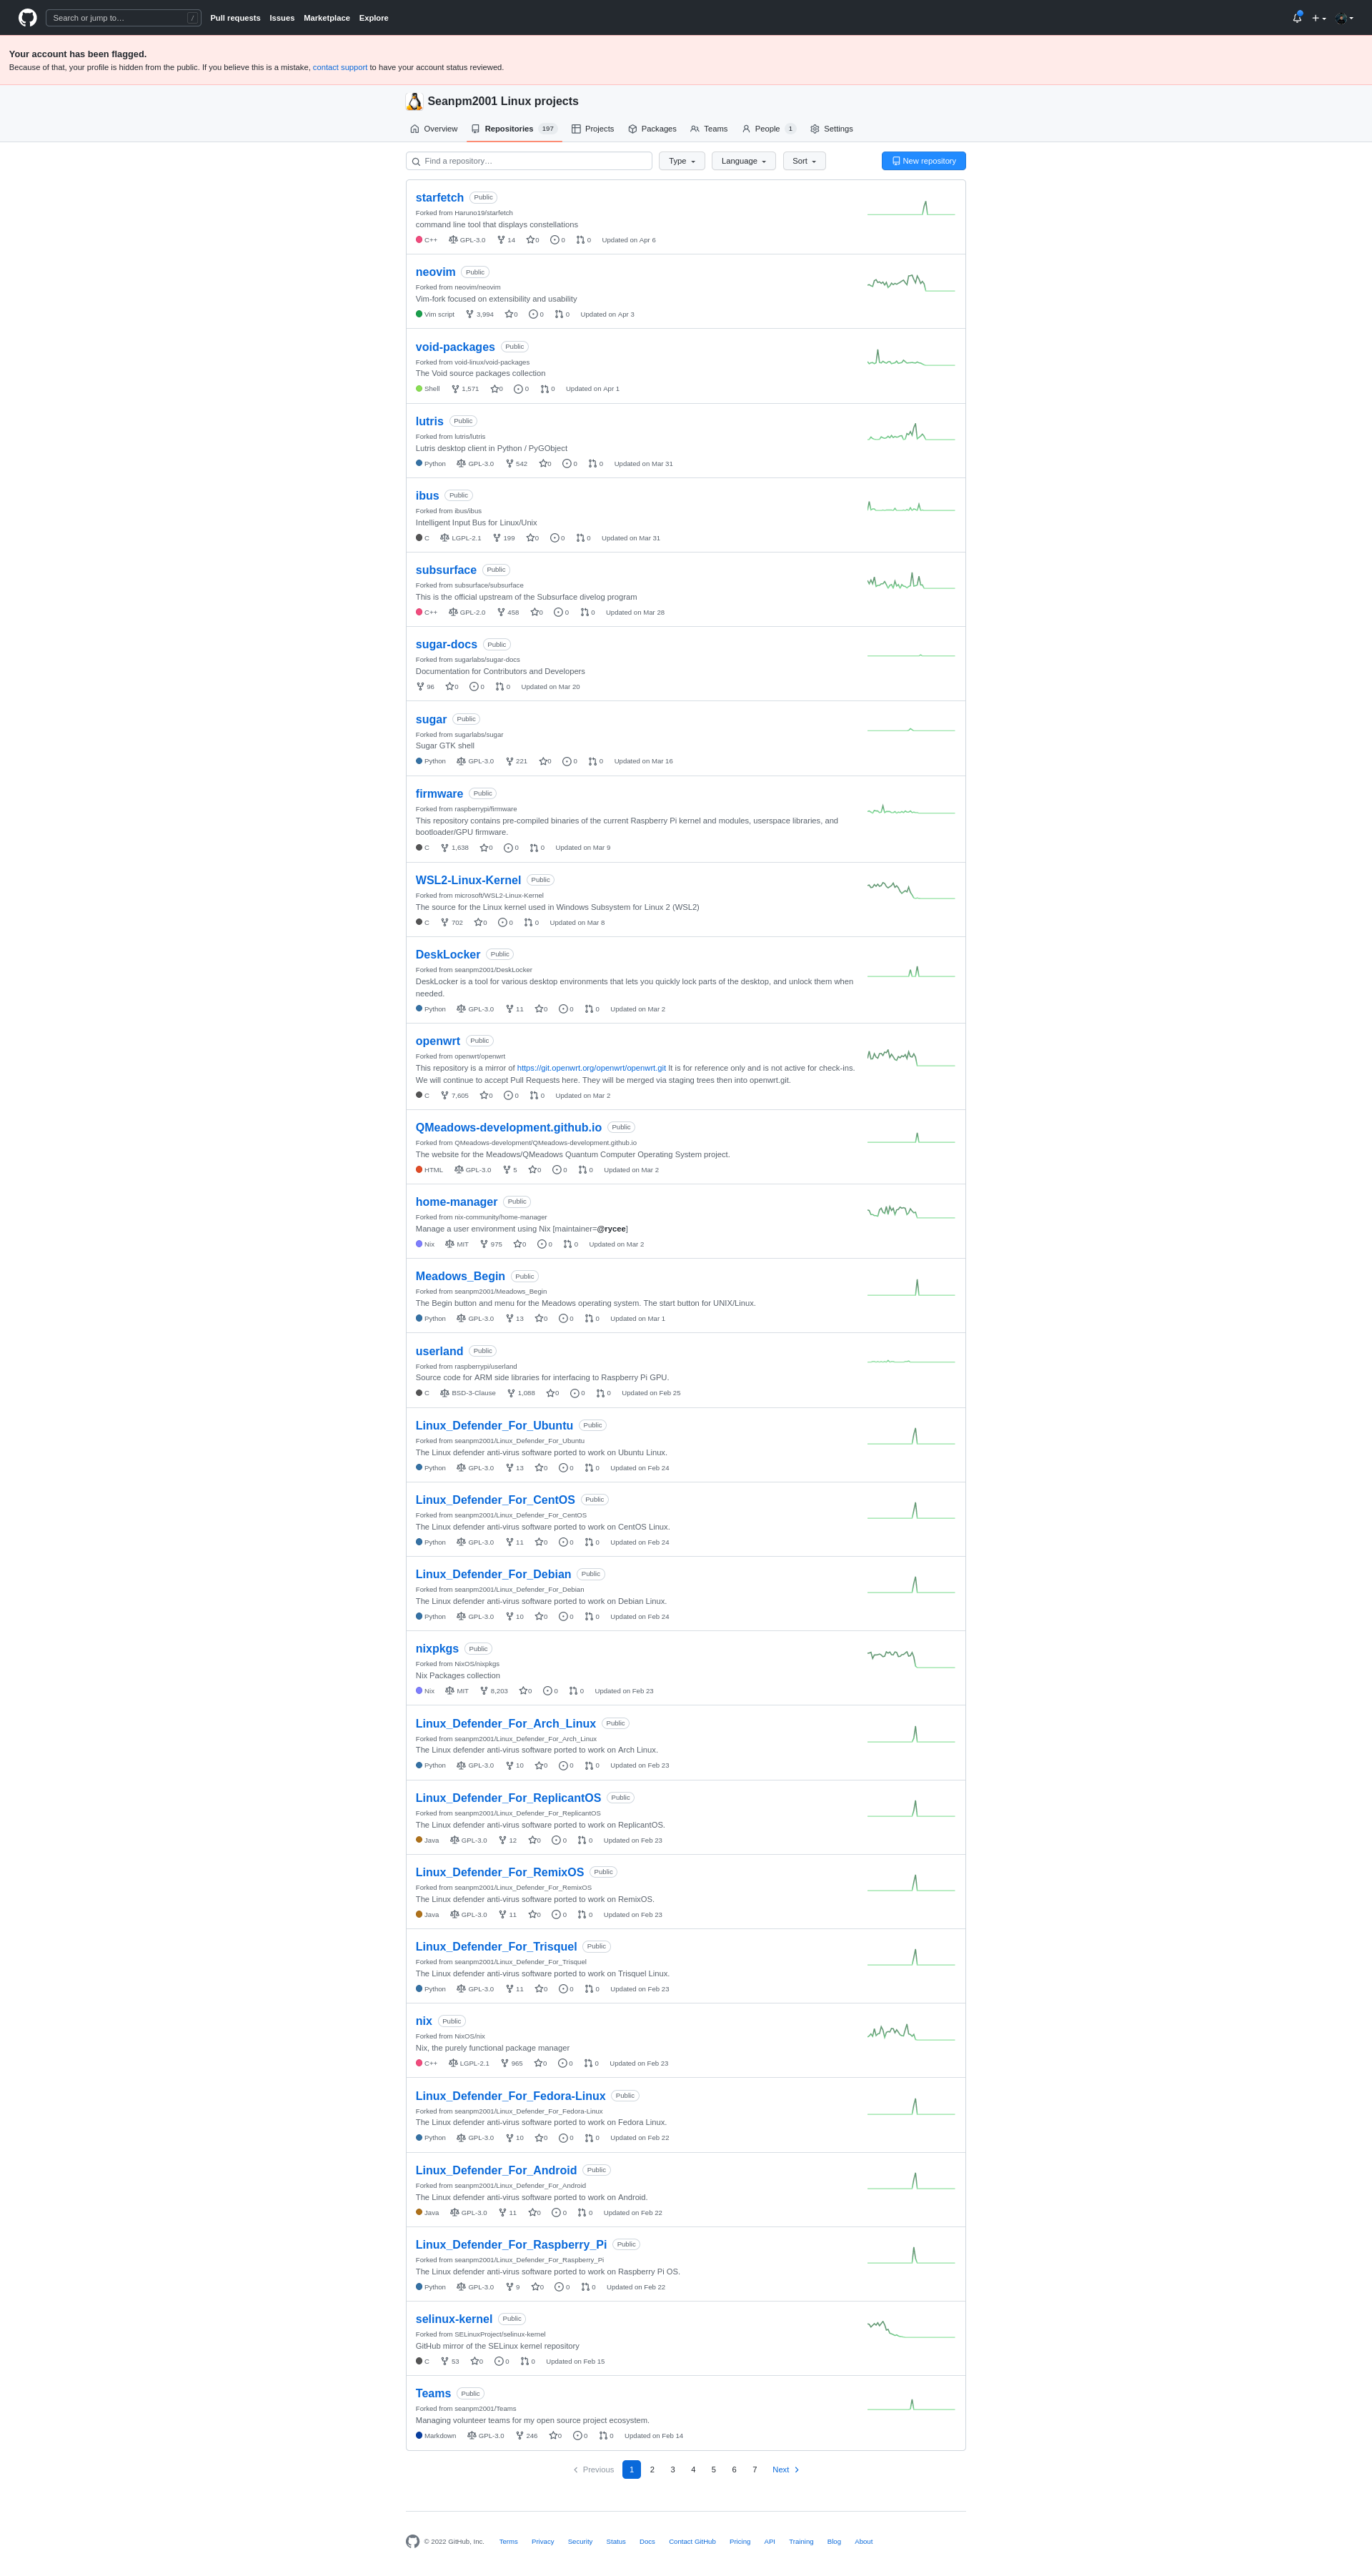 Search or jump to… / Pull requests Issues Marketplace Explore
Your account has been flagged.
Because of that, your profile is hidden from the public. If you believe this is a mistake, contact support to have your account status reviewed.
Seanpm2001 Linux projects
Overview Repositories 197 Projects Packages Teams People 1 Settings
Find a repository… Type Language Sort New repository
starfetch Public
Forked from Haruno19/starfetch
command line tool that displays constellations
C++ GPL-3.0 14 0 0 0 Updated on Apr 6
neovim Public
Forked from neovim/neovim
Vim-fork focused on extensibility and usability
Vim script 3,994 0 0 0 Updated on Apr 3
void-packages Public
Forked from void-linux/void-packages
The Void source packages collection
Shell 1,571 0 0 0 Updated on Apr 1
lutris Public
Forked from lutris/lutris
Lutris desktop client in Python / PyGObject
Python GPL-3.0 542 0 0 0 Updated on Mar 31
ibus Public
Forked from ibus/ibus
Intelligent Input Bus for Linux/Unix
C LGPL-2.1 199 0 0 0 Updated on Mar 31
subsurface Public
Forked from subsurface/subsurface
This is the official upstream of the Subsurface divelog program
C++ GPL-2.0 458 0 0 0 Updated on Mar 28
sugar-docs Public
Forked from sugarlabs/sugar-docs
Documentation for Contributors and Developers
96 0 0 0 Updated on Mar 20
sugar Public
Forked from sugarlabs/sugar
Sugar GTK shell
Python GPL-3.0 221 0 0 0 Updated on Mar 16
firmware Public
Forked from raspberrypi/firmware
This repository contains pre-compiled binaries of the current Raspberry Pi kernel and modules, userspace libraries, and
bootloader/GPU firmware.
C 1,638 0 0 0 Updated on Mar 9
WSL2-Linux-Kernel Public
Forked from microsoft/WSL2-Linux-Kernel
The source for the Linux kernel used in Windows Subsystem for Linux 2 (WSL2)
C 702 0 0 0 Updated on Mar 8
DeskLocker Public
Forked from seanpm2001/DeskLocker
DeskLocker is a tool for various desktop environments that lets you quickly lock parts of the desktop, and unlock them when
needed.
Python GPL-3.0 11 0 0 0 Updated on Mar 2
openwrt Public
Forked from openwrt/openwrt
This repository is a mirror of https://git.openwrt.org/openwrt/openwrt.git It is for reference only and is not active for check-ins.
We will continue to accept Pull Requests here. They will be merged via staging trees then into openwrt.git.
C 7,605 0 0 0 Updated on Mar 2
QMeadows-development.github.io Public
Forked from QMeadows-development/QMeadows-development.github.io
The website for the Meadows/QMeadows Quantum Computer Operating System project.
HTML GPL-3.0 5 0 0 0 Updated on Mar 2
home-manager Public
Forked from nix-community/home-manager
Manage a user environment using Nix [maintainer=@rycee]
Nix MIT 975 0 0 0 Updated on Mar 2
Meadows_Begin Public
Forked from seanpm2001/Meadows_Begin
The Begin button and menu for the Meadows operating system. The start button for UNIX/Linux.
Python GPL-3.0 13 0 0 0 Updated on Mar 1
userland Public
Forked from raspberrypi/userland
Source code for ARM side libraries for interfacing to Raspberry Pi GPU.
C BSD-3-Clause 1,088 0 0 0 Updated on Feb 25
Linux_Defender_For_Ubuntu Public
Forked from seanpm2001/Linux_Defender_For_Ubuntu
The Linux defender anti-virus software ported to work on Ubuntu Linux.
Python GPL-3.0 13 0 0 0 Updated on Feb 24
Linux_Defender_For_CentOS Public
Forked from seanpm2001/Linux_Defender_For_CentOS
The Linux defender anti-virus software ported to work on CentOS Linux.
Python GPL-3.0 11 0 0 0 Updated on Feb 24
Linux_Defender_For_Debian Public
Forked from seanpm2001/Linux_Defender_For_Debian
The Linux defender anti-virus software ported to work on Debian Linux.
Python GPL-3.0 10 0 0 0 Updated on Feb 24
nixpkgs Public
Forked from NixOS/nixpkgs
Nix Packages collection
Nix MIT 8,203 0 0 0 Updated on Feb 23
Linux_Defender_For_Arch_Linux Public
Forked from seanpm2001/Linux_Defender_For_Arch_Linux
The Linux defender anti-virus software ported to work on Arch Linux.
Python GPL-3.0 10 0 0 0 Updated on Feb 23
Linux_Defender_For_ReplicantOS Public
Forked from seanpm2001/Linux_Defender_For_ReplicantOS
The Linux defender anti-virus software ported to work on ReplicantOS.
Java GPL-3.0 12 0 0 0 Updated on Feb 23
Linux_Defender_For_RemixOS Public
Forked from seanpm2001/Linux_Defender_For_RemixOS
The Linux defender anti-virus software ported to work on RemixOS.
Java GPL-3.0 11 0 0 0 Updated on Feb 23
Linux_Defender_For_Trisquel Public
Forked from seanpm2001/Linux_Defender_For_Trisquel
The Linux defender anti-virus software ported to work on Trisquel Linux.
Python GPL-3.0 11 0 0 0 Updated on Feb 23
nix Public
Forked from NixOS/nix
Nix, the purely functional package manager
C++ LGPL-2.1 965 0 0 0 Updated on Feb 23
Linux_Defender_For_Fedora-Linux Public
Forked from seanpm2001/Linux_Defender_For_Fedora-Linux
The Linux defender anti-virus software ported to work on Fedora Linux.
Python GPL-3.0 10 0 0 0 Updated on Feb 22
Linux_Defender_For_Android Public
Forked from seanpm2001/Linux_Defender_For_Android
The Linux defender anti-virus software ported to work on Android.
Java GPL-3.0 11 0 0 0 Updated on Feb 22
Linux_Defender_For_Raspberry_Pi Public
Forked from seanpm2001/Linux_Defender_For_Raspberry_Pi
The Linux defender anti-virus software ported to work on Raspberry Pi OS.
Python GPL-3.0 9 0 0 0 Updated on Feb 22
selinux-kernel Public
Forked from SELinuxProject/selinux-kernel
GitHub mirror of the SELinux kernel repository
C 53 0 0 0 Updated on Feb 15
Teams Public
Forked from seanpm2001/Teams
Managing volunteer teams for my open source project ecosystem.
Markdown GPL-3.0 246 0 0 0 Updated on Feb 14
Previous 1 2 3 4 5 6 7 Next
© 2022 GitHub, Inc. Terms Privacy Security Status Docs Contact GitHub Pricing API Training Blog About